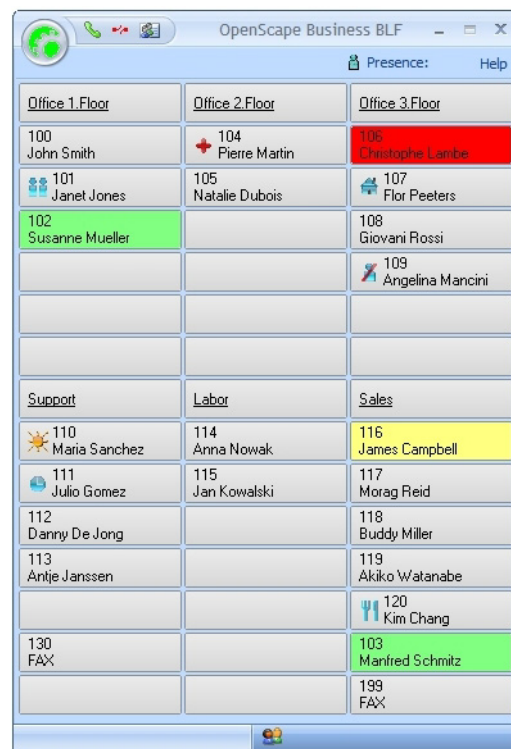 OpenScape Business BLF
Presence:
Help
Office 1.Floor
Office 2.Floor
Office 3.Floor
100
John Smith
104
Pierre Martin
106
Christophe Lambe
101
Janet Jones
105
Natalie Dubois
107
Flor Peeters
102
Susanne Mueller
108
Giovani Rossi
109
Angelina Mancini
Support
Labor
Sales
110
Maria Sanchez
114
Anna Nowak
116
James Campbell
111
Julio Gomez
115
Jan Kowalski
117
Morag Reid
112
Danny De Jong
118
Buddy Miller
113
Antje Janssen
119
Akiko Watanabe
120
Kim Chang
130
FAX
103
Manfred Schmitz
199
FAX